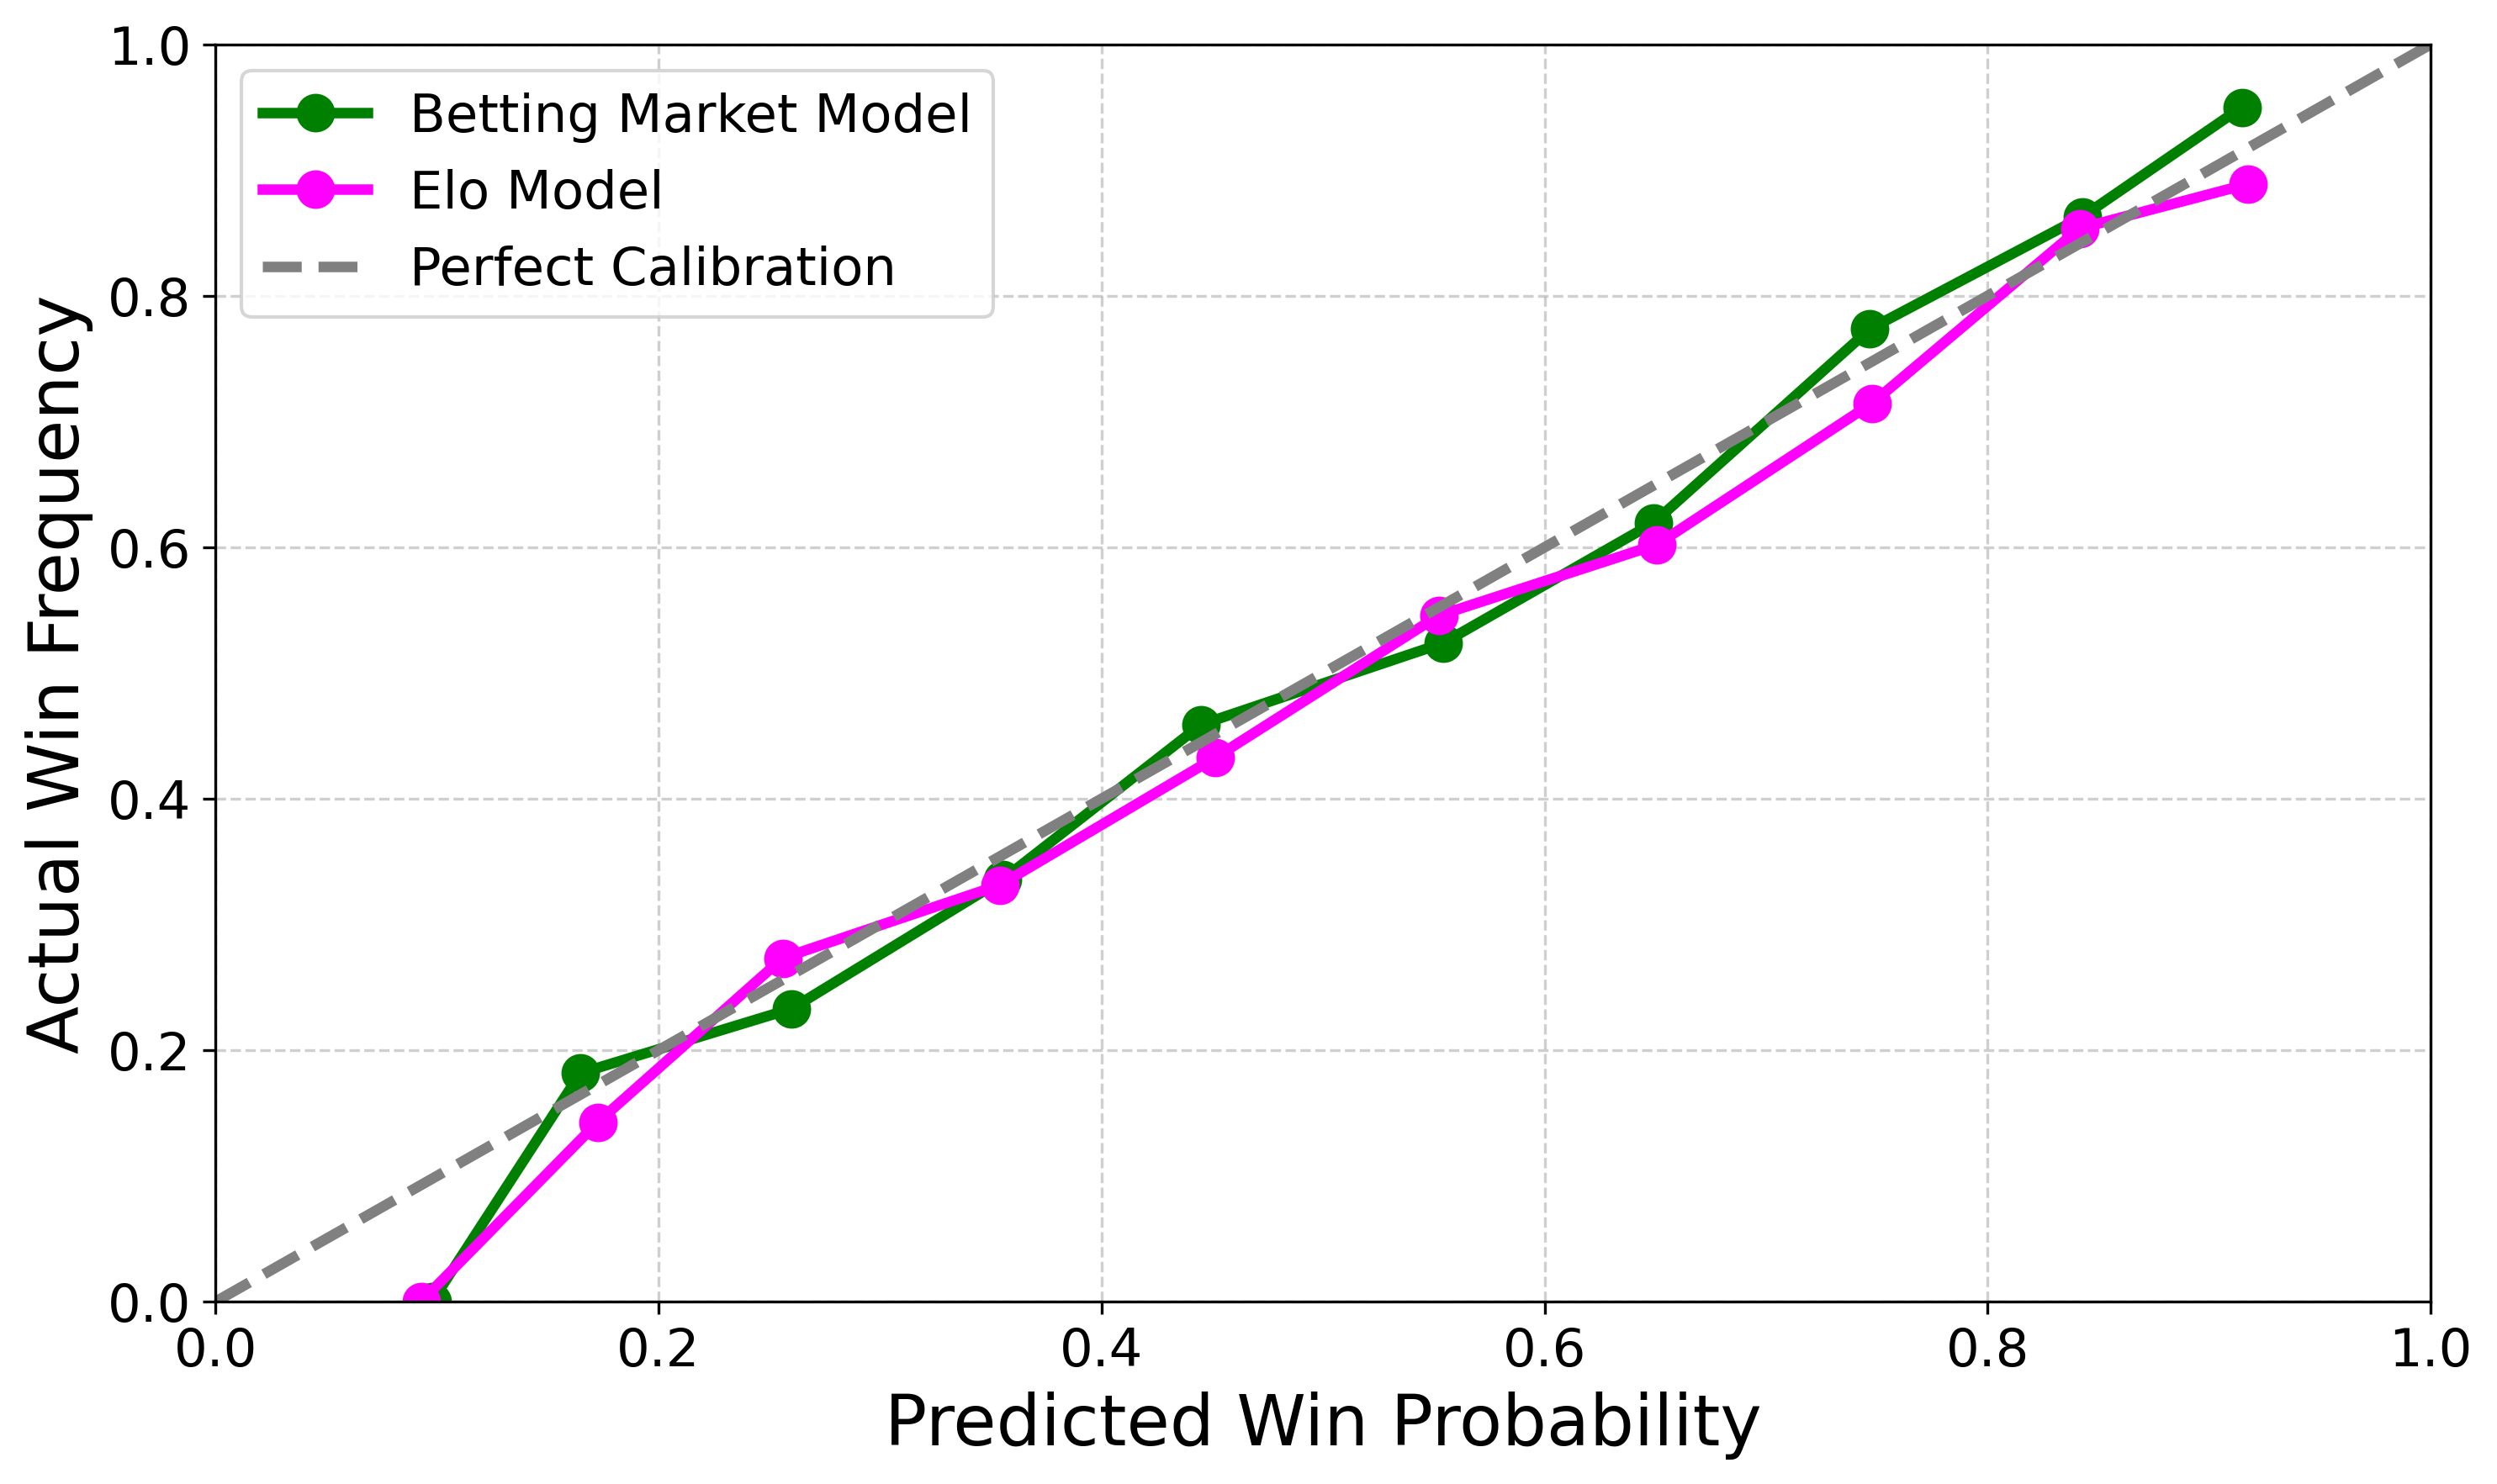 Betting Market Model
Elo Model
Perfect Calibration
Actual Win Frequency
1.0
0.8
0.6
0.4
0.2
0.0
0.0 0.2 0.4 0.6 0.8 1.0
Predicted Win Probability